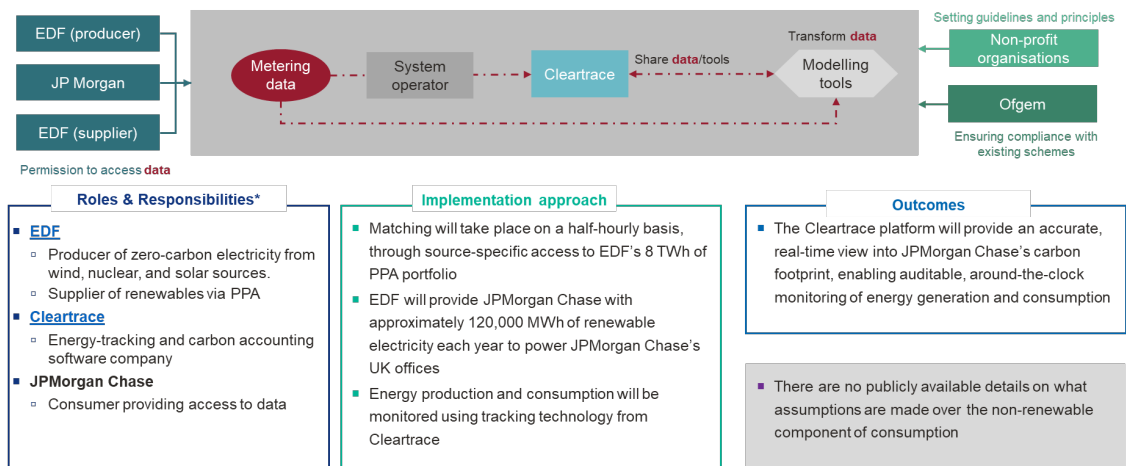 EDF (producer)
JP Morgan
EDF (supplier)
Permission to access data
Metering
data
System
operator
Cleartrace
Share data/tools
Transform data
Modelling
tools
Setting guidelines and principles
Non-profit
organisations
Ofgem
Ensuring compliance with
existing schemes
Roles & Responsibilities*
EDF
Producer of zero-carbon electricity from
wind, nuclear, and solar sources.
Supplier of renewables via PPA
Cleartrace
Energy-tracking and carbon accounting
software company
JPMorgan Chase
Consumer providing access to data
Implementation approach
Matching will take place on a half-hourly basis,
through source-specific access to EDF's 8 TWh of
PPA portfolio
EDF will provide JPMorgan Chase with
approximately 120,000 MWh of renewable
electricity each year to power JPMorgan Chase's
UK offices
Energy production and consumption will be
monitored using tracking technology from
Cleartrace
Outcomes
The Cleartrace platform will provide an accurate,
real-time view into JPMorgan Chase's carbon
footprint, enabling auditable, around-the-clock
monitoring of energy generation and consumption
There are no publicly available details on what
assumptions are made over the non-renewable
component of consumption